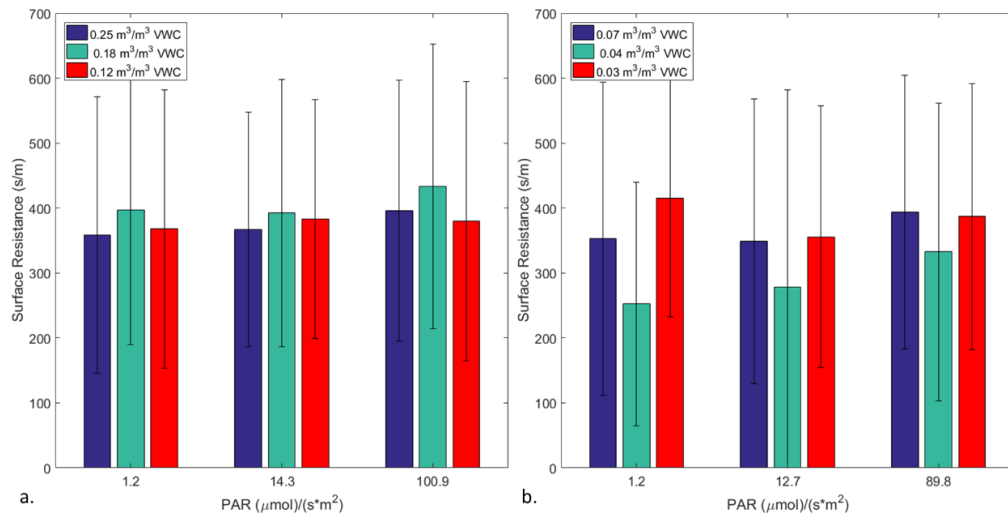 700
600
500
400
300
200
100
0
Surface Resistance (s/m)
0.25 m³/m³ VWC
0.18 m³/m³ VWC
0.12 m³/m³ VWC
1.2 14.3 100.9
PAR (μmol)/(s*m²)
a.
700
600
500
400
300
200
100
0
Surface Resistance (s/m)
0.07 m³/m³ VWC
0.04 m³/m³ VWC
0.03 m³/m³ VWC
1.2 12.7 89.8
PAR (μmol)/(s*m²)
b.